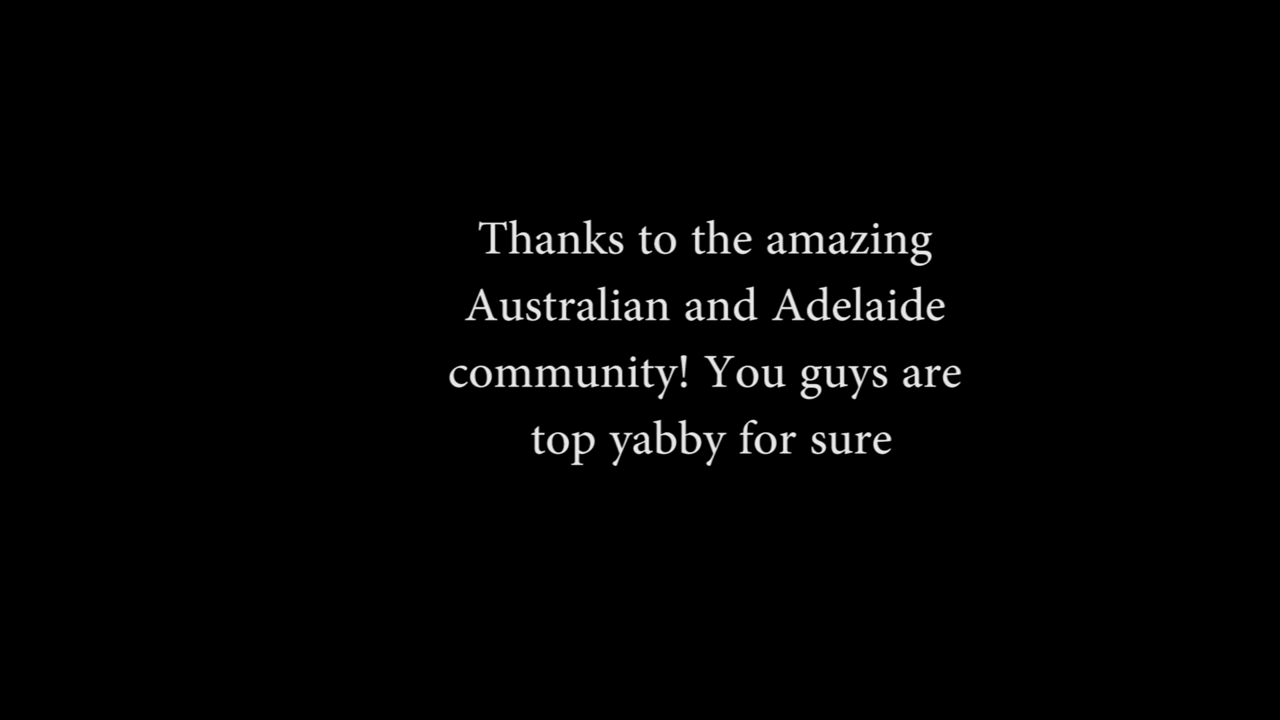 Thanks to the amazing
Australian and Adelaide
community! You guys are
top yabby for sure